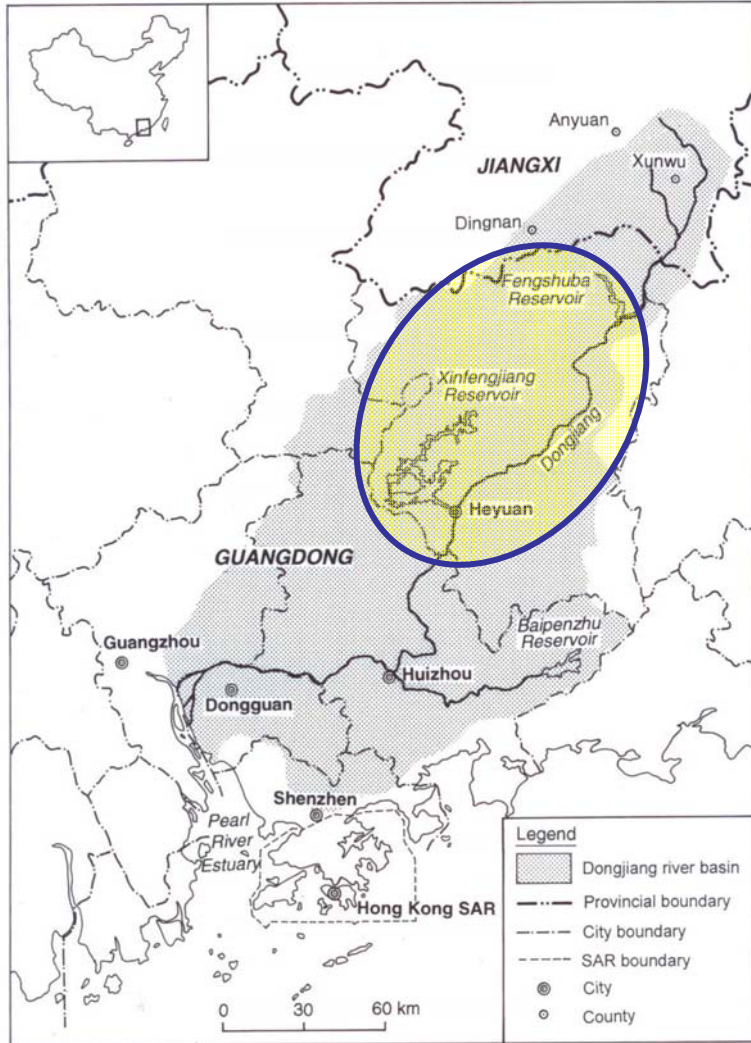 Anyuan
Xunwu
JIANGXI
Dingnan
Fengshuba
Reservoir
Xinfengjiang
Reservoir
Dongjiang
Heyuan
GUANGDONG
Baipenzhu
Reservoir
Guangzhou
Huizhou
Dongguan
Shenzhen
Pearl
River
Estuary
Hong Kong SAR
Legend
Dongjiang river basin
Provincial boundary
City boundary
SAR boundary
City
County
0 30 60 km